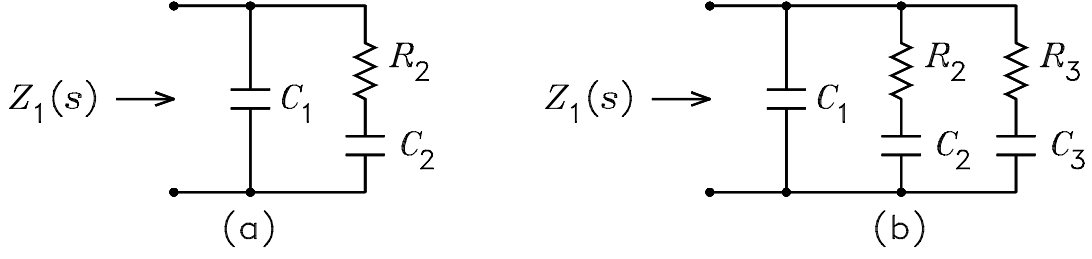 R₂ R₂ R₃
Z₁(s) C₁ Z₁(s) C₁
C₂ C₂ C₃
(a) (b)